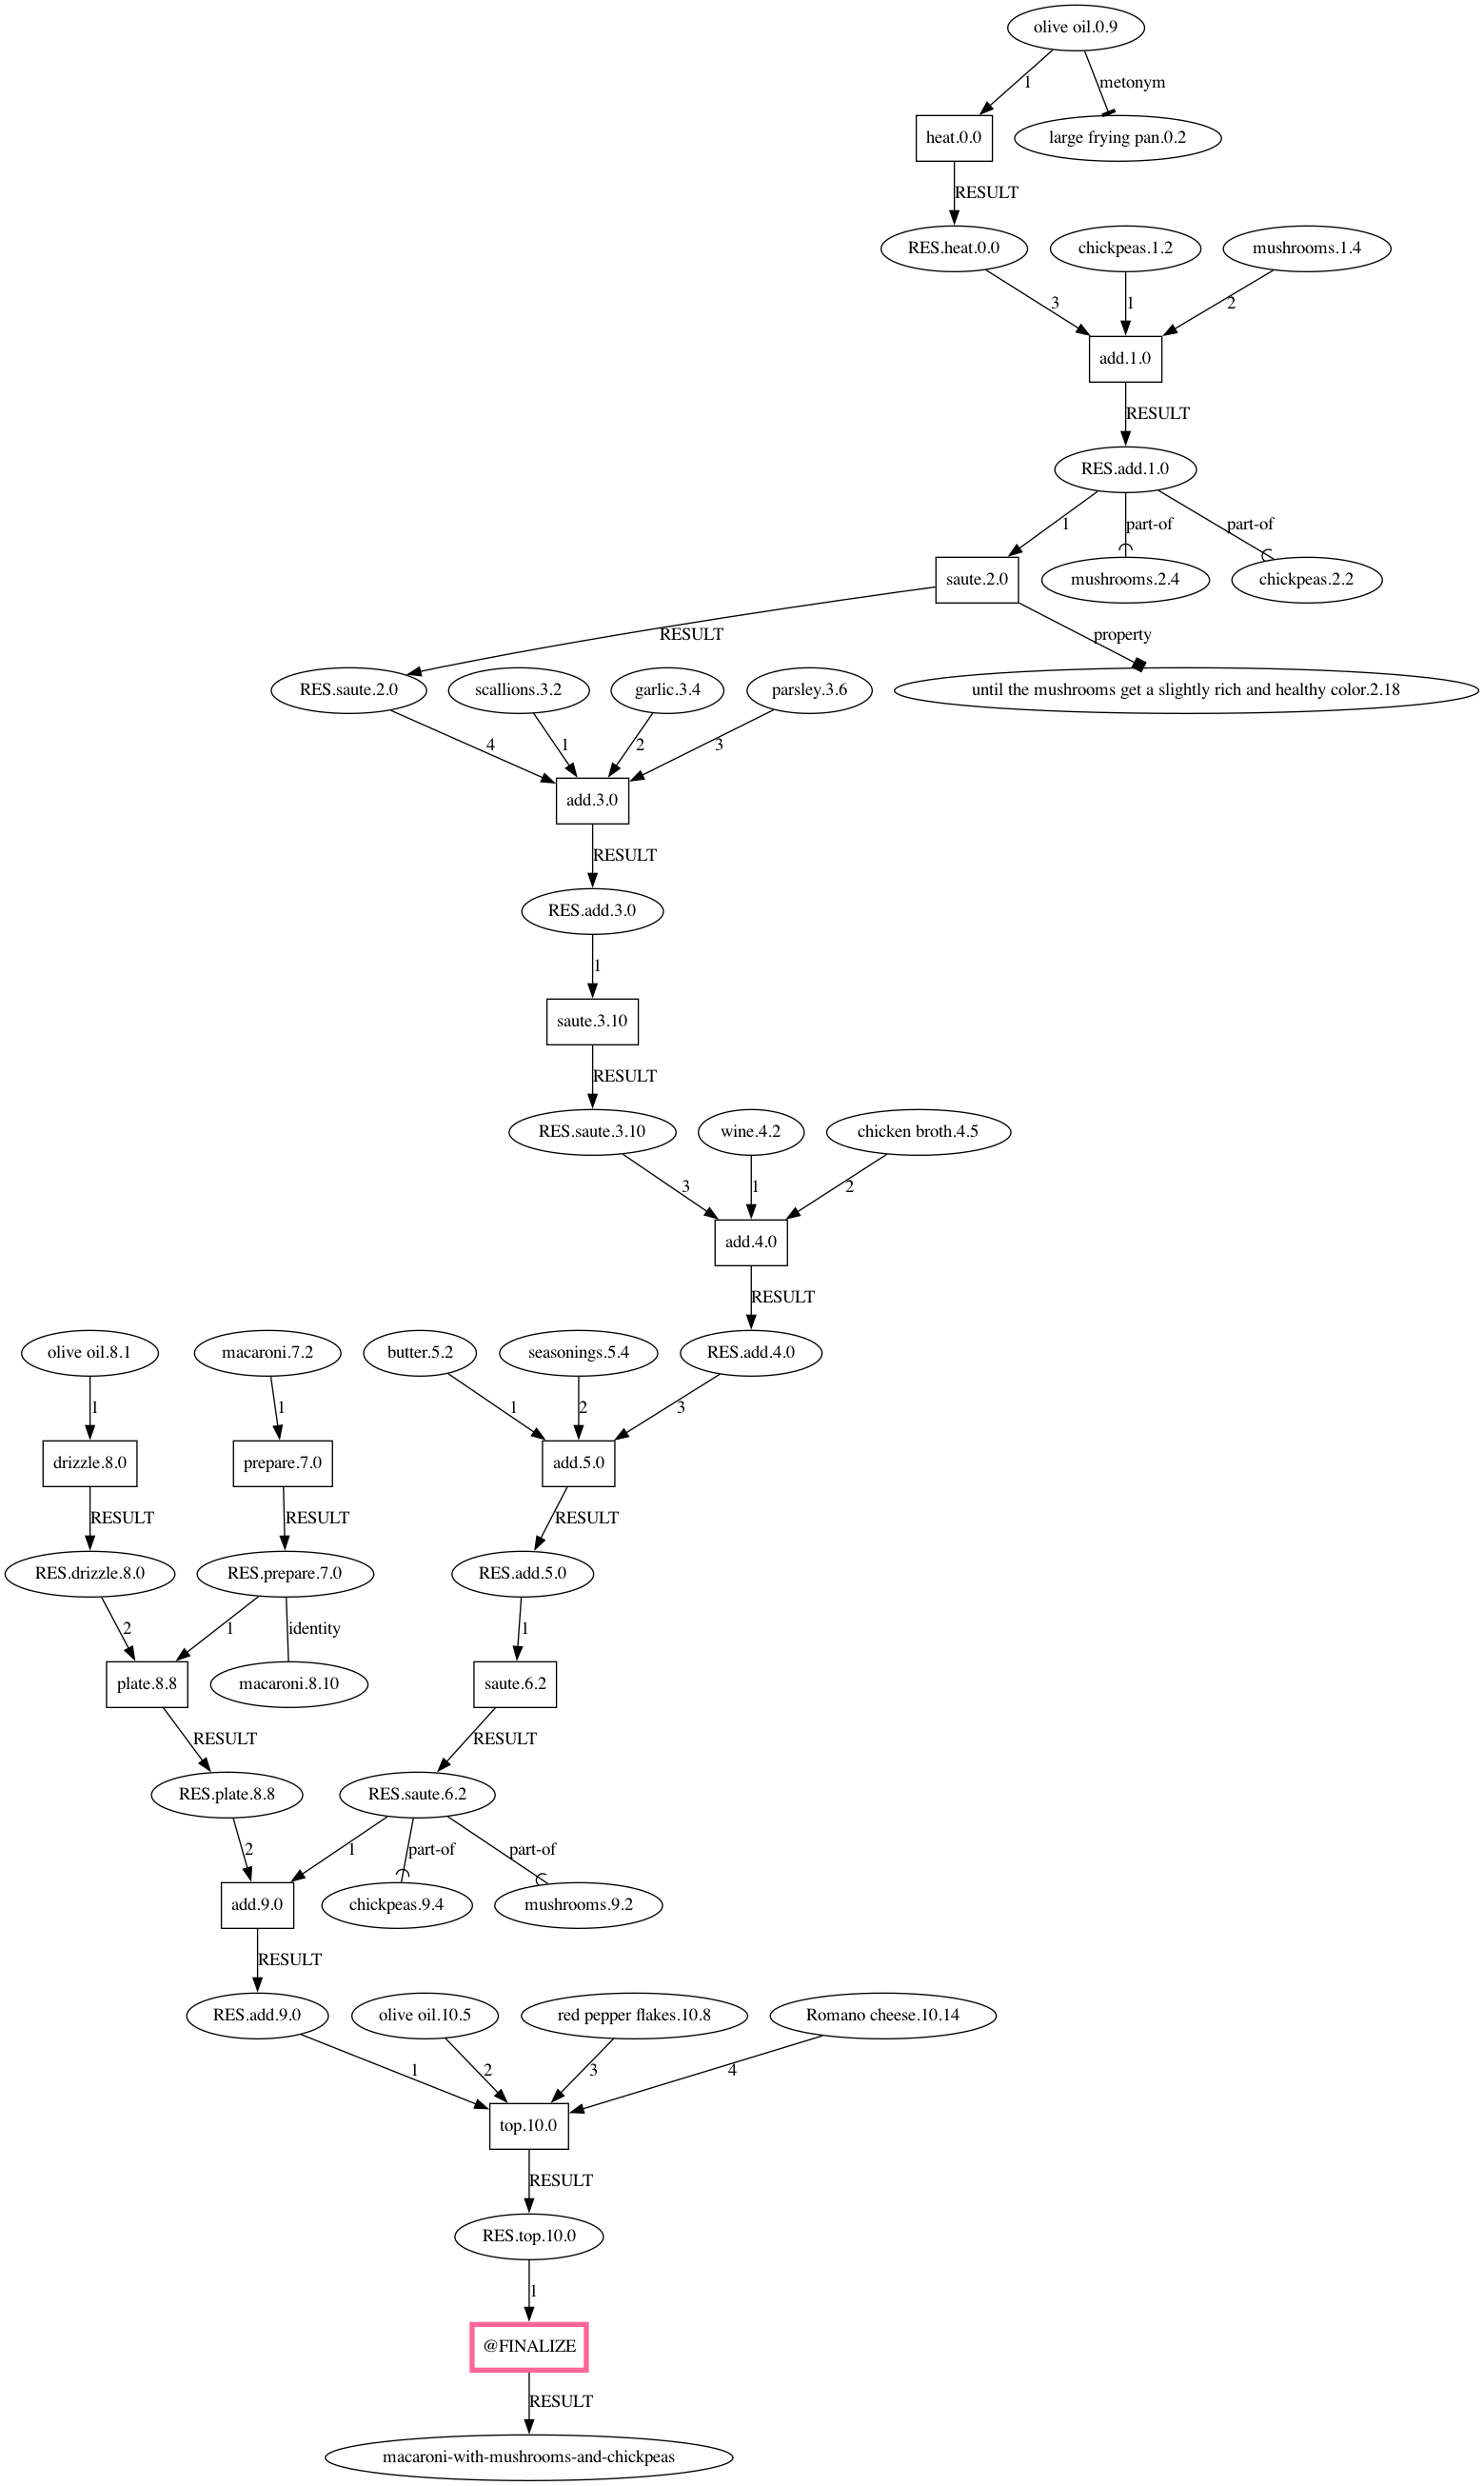 olive oil.0.9
1
metonym
heat.0.0
large frying pan.0.2
RESULT
RES.heat.0.0
chickpeas.1.2
mushrooms.1.4
3
1
2
add.1.0
RESULT
RES.add.1.0
1
part-of
part-of
saute.2.0
mushrooms.2.4
chickpeas.2.2
RESULT
property
RES.saute.2.0
scallions.3.2
garlic.3.4
parsley.3.6
until the mushrooms get a slightly rich and healthy color.2.18
4
1
2
3
add.3.0
RESULT
RES.add.3.0
1
saute.3.10
RESULT
RES.saute.3.10
wine.4.2
chicken broth.4.5
3
1
2
add.4.0
RESULT
olive oil.8.1
macaroni.7.2
butter.5.2
seasonings.5.4
RES.add.4.0
1
1
1
2
3
drizzle.8.0
prepare.7.0
add.5.0
RESULT
RESULT
RESULT
RES.drizzle.8.0
RES.prepare.7.0
RES.add.5.0
2
1
identity
1
plate.8.8
macaroni.8.10
saute.6.2
RESULT
RESULT
RES.plate.8.8
RES.saute.6.2
2
1
part-of
part-of
add.9.0
chickpeas.9.4
mushrooms.9.2
RESULT
RES.add.9.0
olive oil.10.5
red pepper flakes.10.8
Romano cheese.10.14
1
2
3
4
top.10.0
RESULT
RES.top.10.0
1
@FINALIZE
RESULT
macaroni-with-mushrooms-and-chickpeas